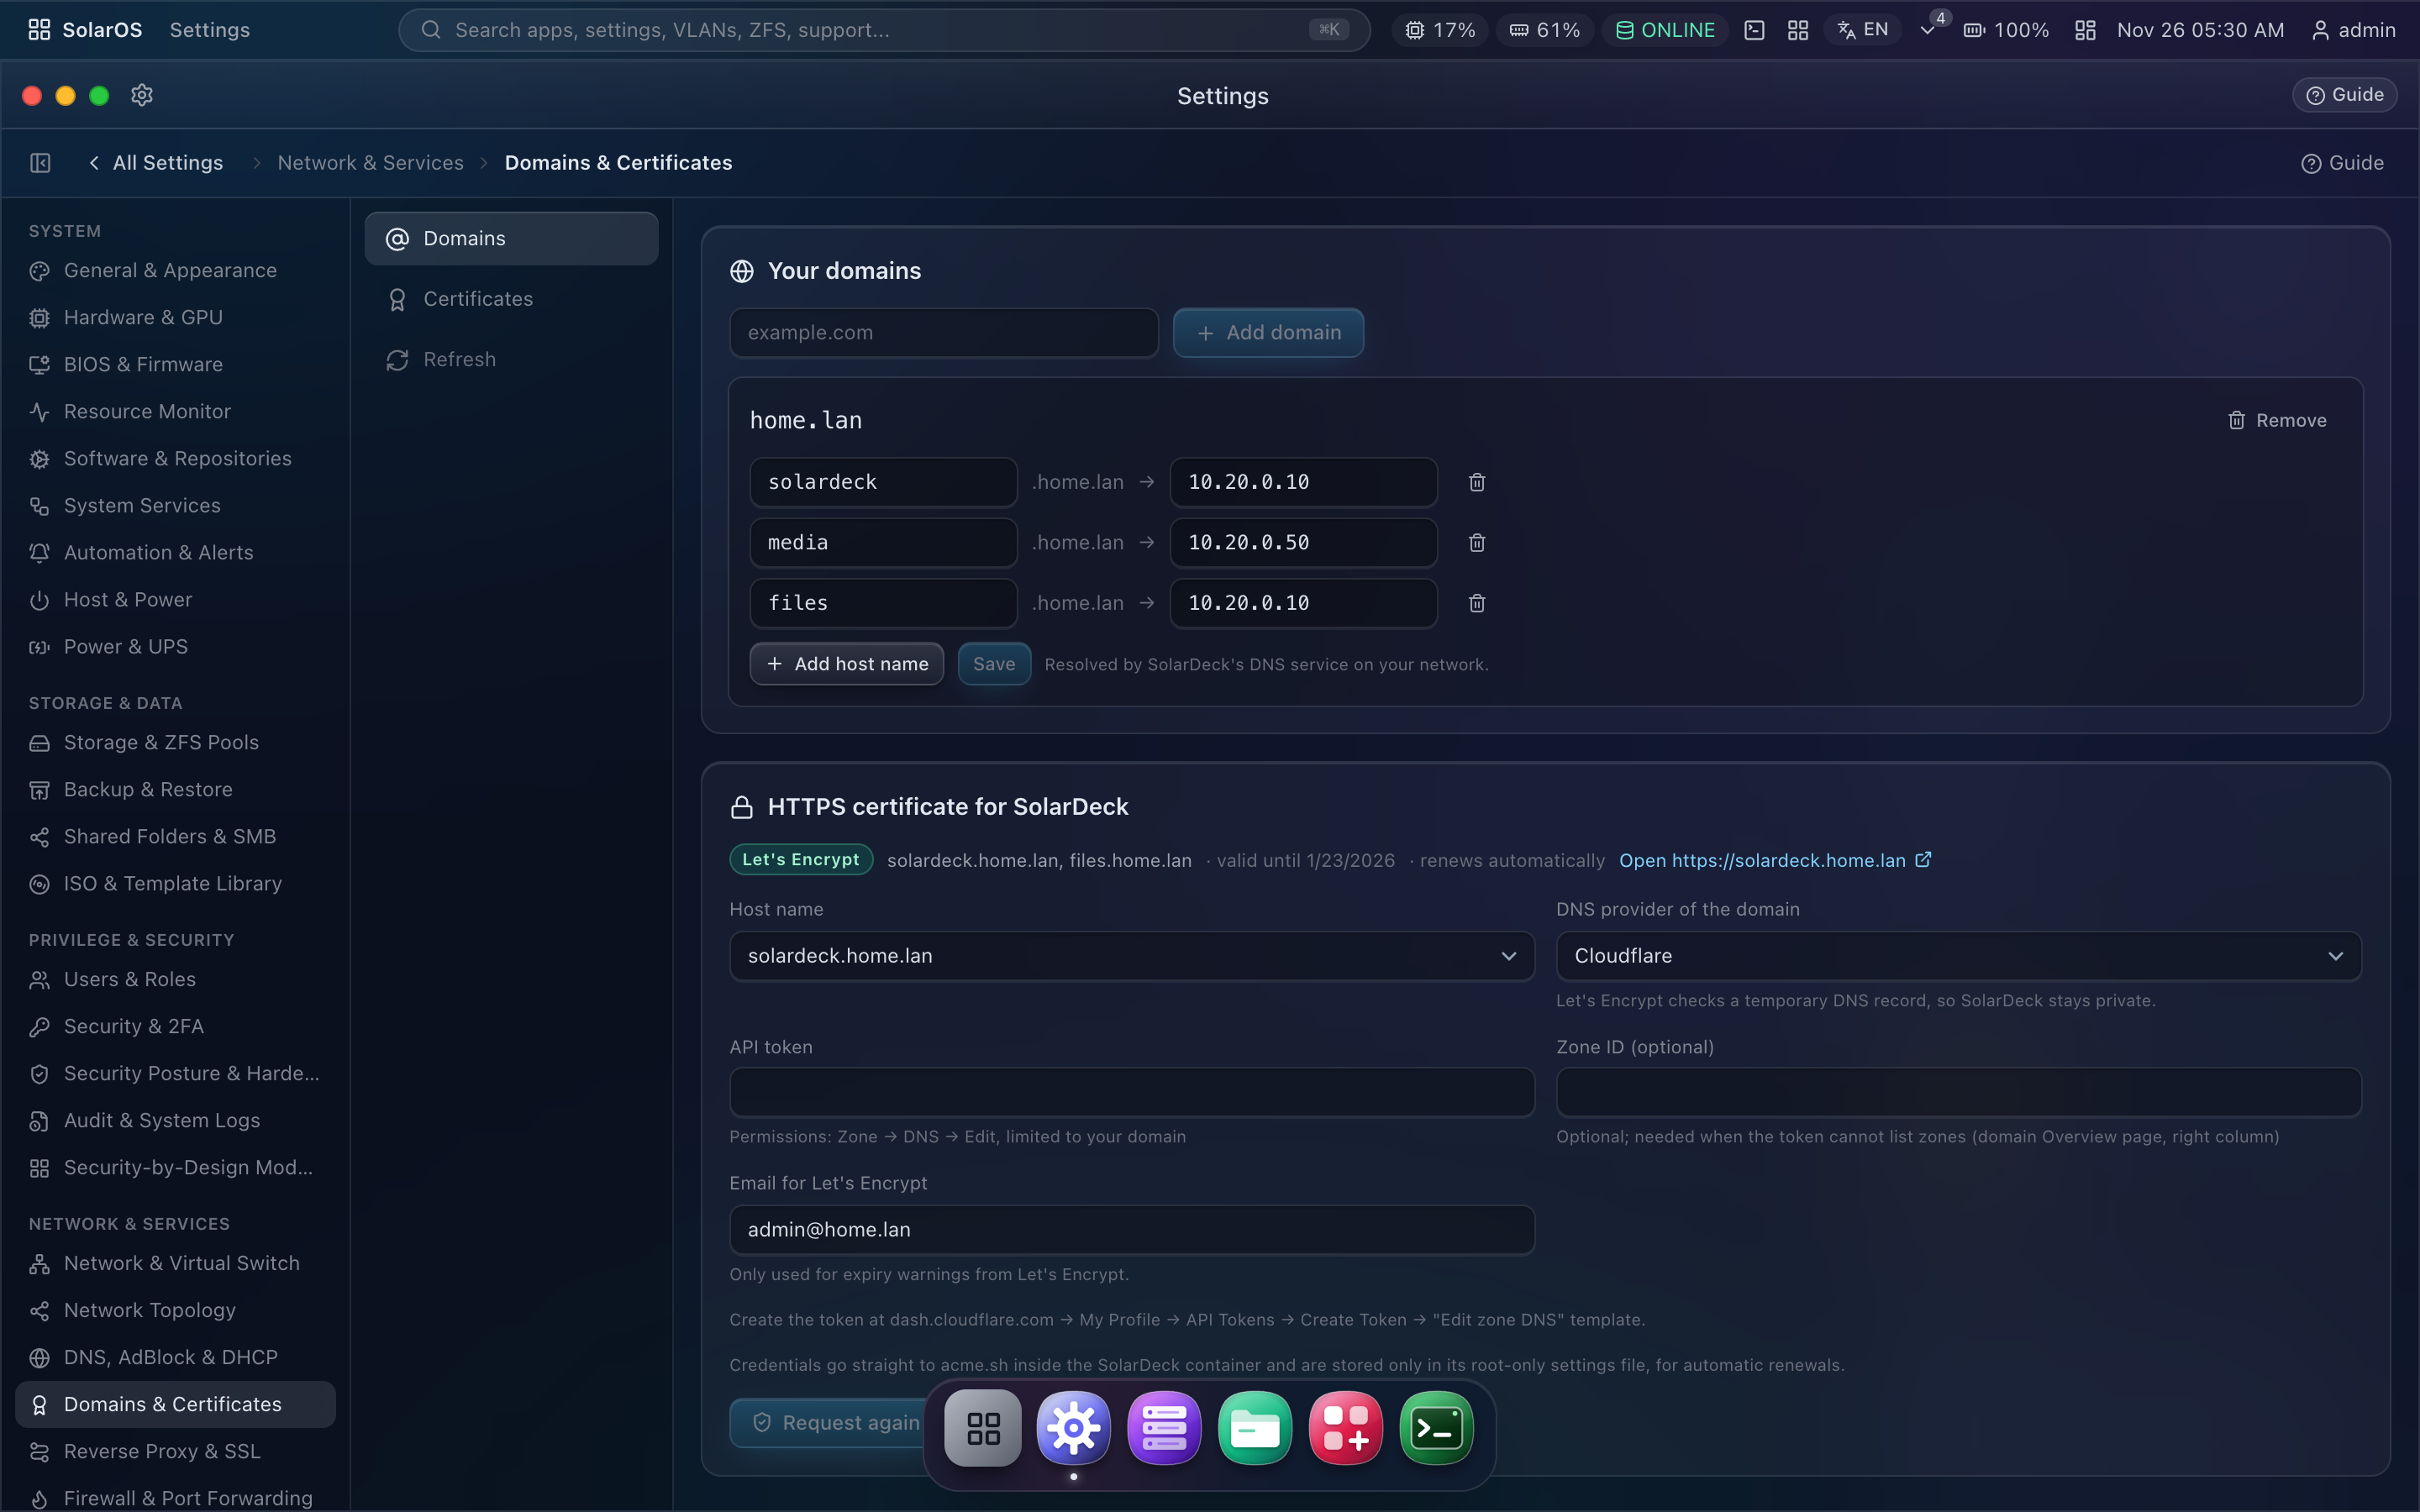 SolarOS Settings Search apps, settings, VLANs, ZFS, support... ⌘K 17% 61% ONLINE EN 4 100% Nov 26 05:30 AM admin
Settings Guide
All Settings Network & Services Domains & Certificates Guide
SYSTEM
General & Appearance
Hardware & GPU
BIOS & Firmware
Resource Monitor
Software & Repositories
System Services
Automation & Alerts
Host & Power
Power & UPS
STORAGE & DATA
Storage & ZFS Pools
Backup & Restore
Shared Folders & SMB
ISO & Template Library
PRIVILEGE & SECURITY
Users & Roles
Security & 2FA
Security Posture & Harde...
Audit & System Logs
Security-by-Design Mod...
NETWORK & SERVICES
Network & Virtual Switch
Network Topology
DNS, AdBlock & DHCP
Domains & Certificates
Reverse Proxy & SSL
Firewall & Port Forwarding
Domains
Certificates
Refresh
Your domains
example.com + Add domain
home.lan Remove
solardeck .home.lan → 10.20.0.10
media .home.lan → 10.20.0.50
files .home.lan → 10.20.0.10
+ Add host name Save Resolved by SolarDeck's DNS service on your network.
HTTPS certificate for SolarDeck
Let's Encrypt solardeck.home.lan, files.home.lan · valid until 1/23/2026 · renews automatically Open https://solardeck.home.lan
Host name DNS provider of the domain
solardeck.home.lan Cloudflare
Let's Encrypt checks a temporary DNS record, so SolarDeck stays private.
API token Zone ID (optional)
Permissions: Zone → DNS → Edit, limited to your domain Optional; needed when the token cannot list zones (domain Overview page, right column)
Email for Let's Encrypt
admin@home.lan
Only used for expiry warnings from Let's Encrypt.
Create the token at dash.cloudflare.com → My Profile → API Tokens → Create Token → "Edit zone DNS" template.
Credentials go straight to acme.sh inside the SolarDeck container and are stored only in its root-only settings file, for automatic renewals.
Request again